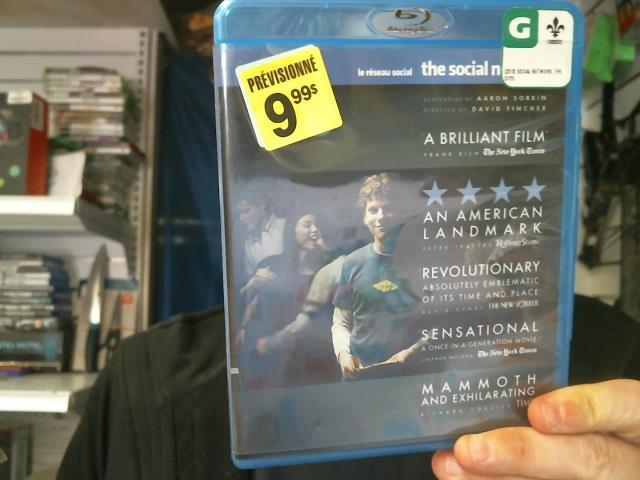 Blu-ray Disc
G
PRÉVISIONNÉ
9.99$
le réseau social the social n
SCREENPLAY BY AARON SORKIN
DIRECTED BY DAVID FINCHER
A BRILLIANT FILM"
FRANK RICH The New York Times
AN AMERICAN
LANDMARK
PETER TRAVERS Rolling Stone
REVOLUTIONARY
ABSOLUTELY EMBLEMATIC
OF ITS TIME AND PLACE
DAVID DENBY THE NEW YORKER
SENSATIONAL
A ONCE IN A GENERATION MOVIE
The New York Times
MAMMOTH
AND EXHILARATING
RICHARD CORLISS TIME